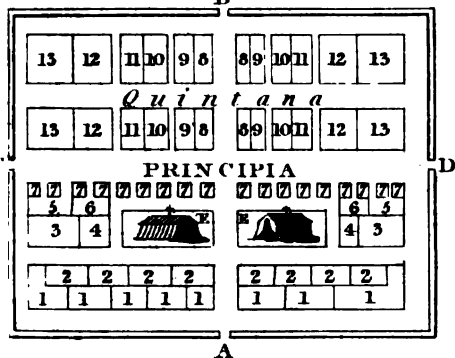 B
13 12 11 10 9 8 8 9 10 11 12 13
Quintana
13 12 11 10 9 8 8 9 10 11 12 13
PRINCIPIA D
7 7 7 7 7 7 7 7 7 7 7 7 7 7 7 7 7 7
5 6 6 5
E E
3 4 4 3
2 2 2 2 2 2 2 2
1 1 1 1 1 1 1 1
A